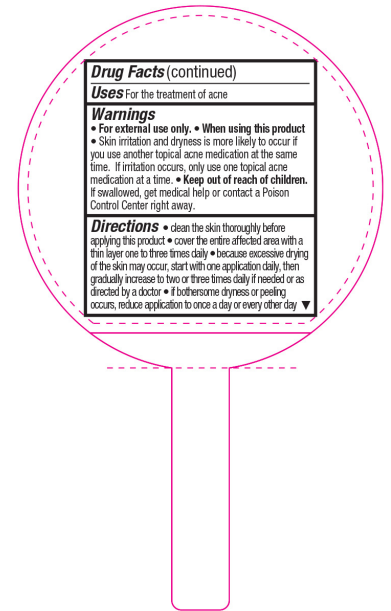 Drug Facts (continued)
Uses For the treatment of acne
Warnings
• For external use only. • When using this product
• Skin irritation and dryness is more likely to occur if
you use another topical acne medication at the same
time. If irritation occurs, only use one topical acne
medication at a time. • Keep out of reach of children.
If swallowed, get medical help or contact a Poison
Control Center right away.
Directions • clean the skin thoroughly before
applying this product • cover the entire affected area with a
thin layer one to three times daily • because excessive drying
of the skin may occur, start with one application daily, then
gradually increase to two or three times daily if needed or as
directed by a doctor • if bothersome dryness or peeling
occurs, reduce application to once a day or every other day ▼